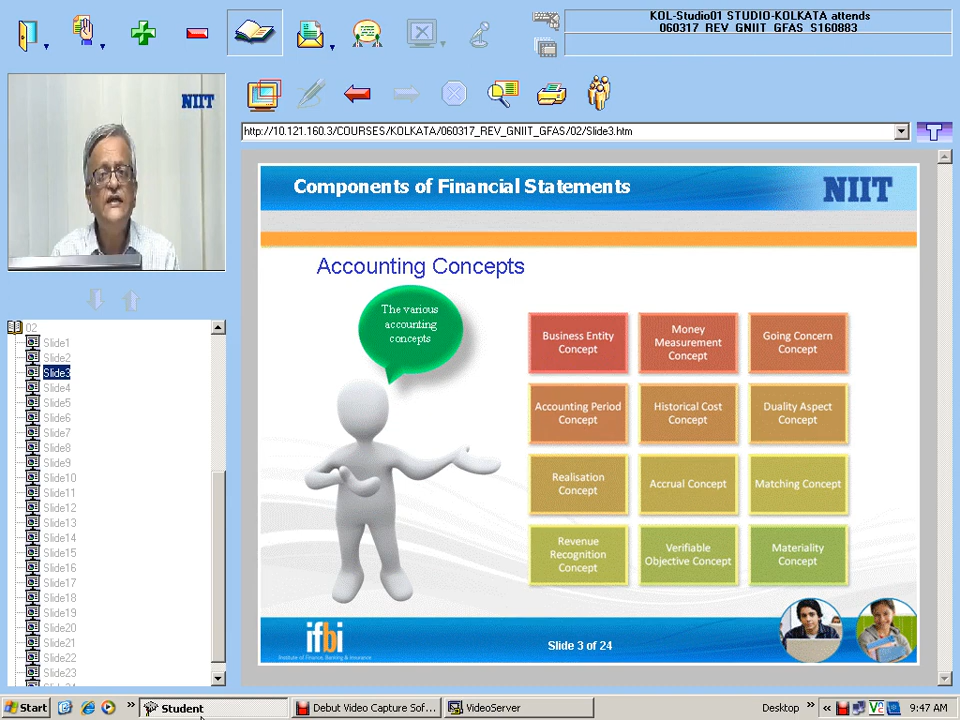 KOL-Studio01 STUDIO-KOLKATA attends
060317_REV_GNIIT_GFAS_S160883
NIIT
http://10.121.160.3/COURSES/KOLKATA/060317_REV_GNIIT_GFAS/02/Slide3.htm
T
Components of Financial Statements
NIIT
Accounting Concepts
The various
accounting
concepts
Business Entity
Concept
Money
Measurement
Concept
Going Concern
Concept
Accounting Period
Concept
Historical Cost
Concept
Duality Aspect
Concept
Realisation
Concept
Accrual Concept
Matching Concept
Revenue
Recognition
Concept
Verifiable
Objective Concept
Materiality
Concept
ifbi
Institute of Finance, Banking & Insurance
Slide 3 of 24
02
Slide1
Slide2
Slide3
Slide4
Slide5
Slide6
Slide7
Slide8
Slide9
Slide10
Slide11
Slide12
Slide13
Slide14
Slide15
Slide16
Slide17
Slide18
Slide19
Slide20
Slide21
Slide22
Slide23
Start
Student
Debut Video Capture Sof...
VideoServer
Desktop
9:47 AM